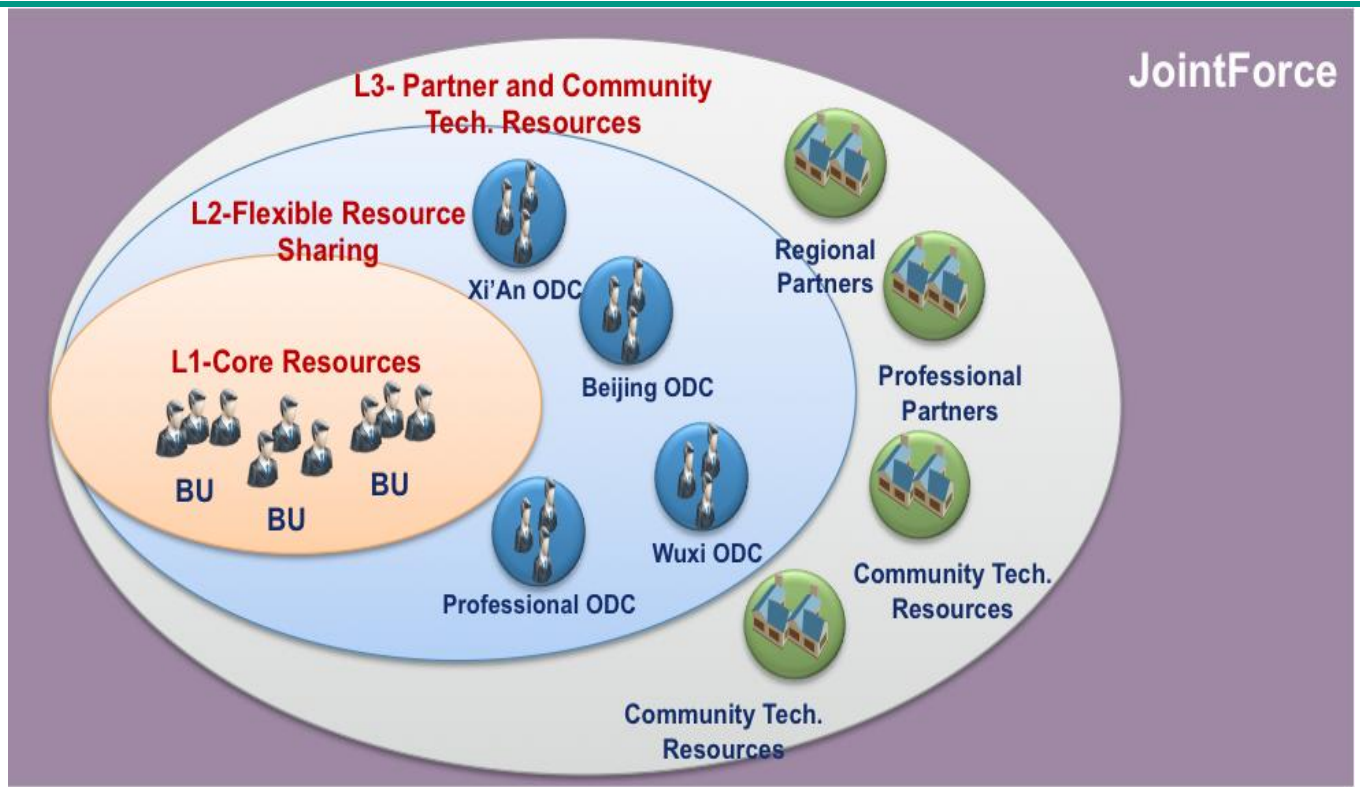 JointForce
L3- Partner and Community
Tech. Resources
L2-Flexible Resource
Sharing
L1-Core Resources
BU
BU
BU
Xi'An ODC
Beijing ODC
Wuxi ODC
Professional ODC
Regional
Partners
Professional
Partners
Community Tech.
Resources
Community Tech.
Resources